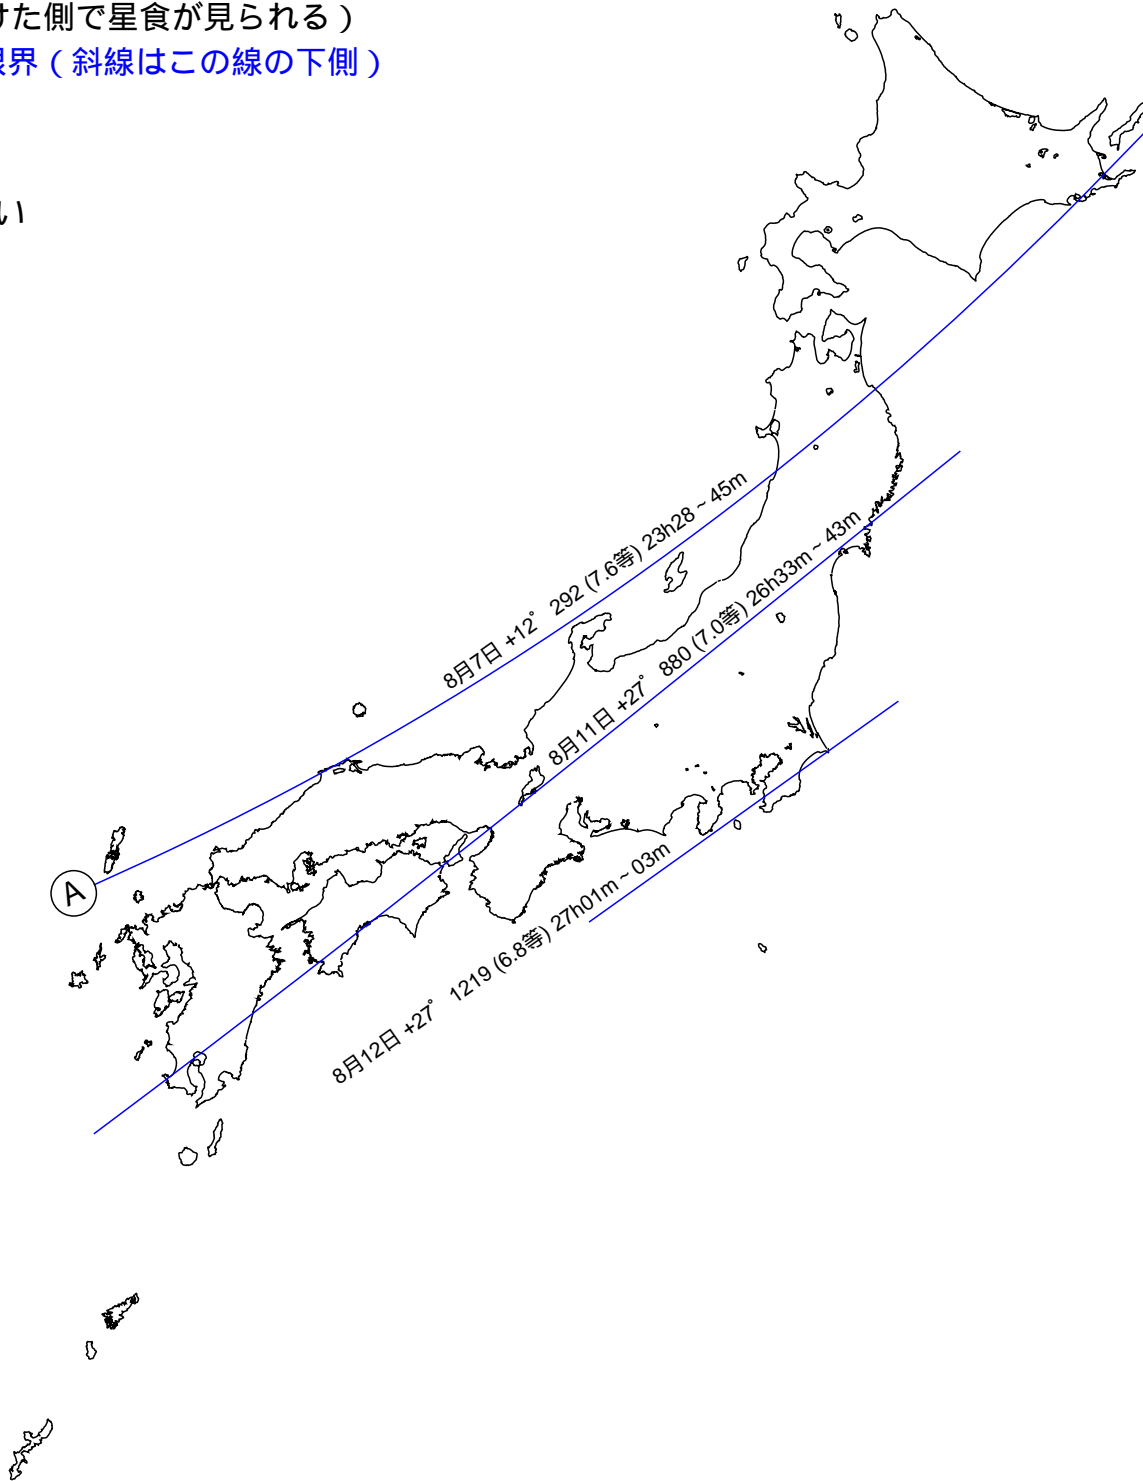 けた側で星食が見られる）
限界（斜線はこの線の下側）
い
8月7日 +12° 292 (7.6等) 23h28 ~ 45m
8月11日 +27° 880 (7.0等) 26h33m ~ 43m
A
8月12日 +27° 1219 (6.8等) 27h01m ~ 03m